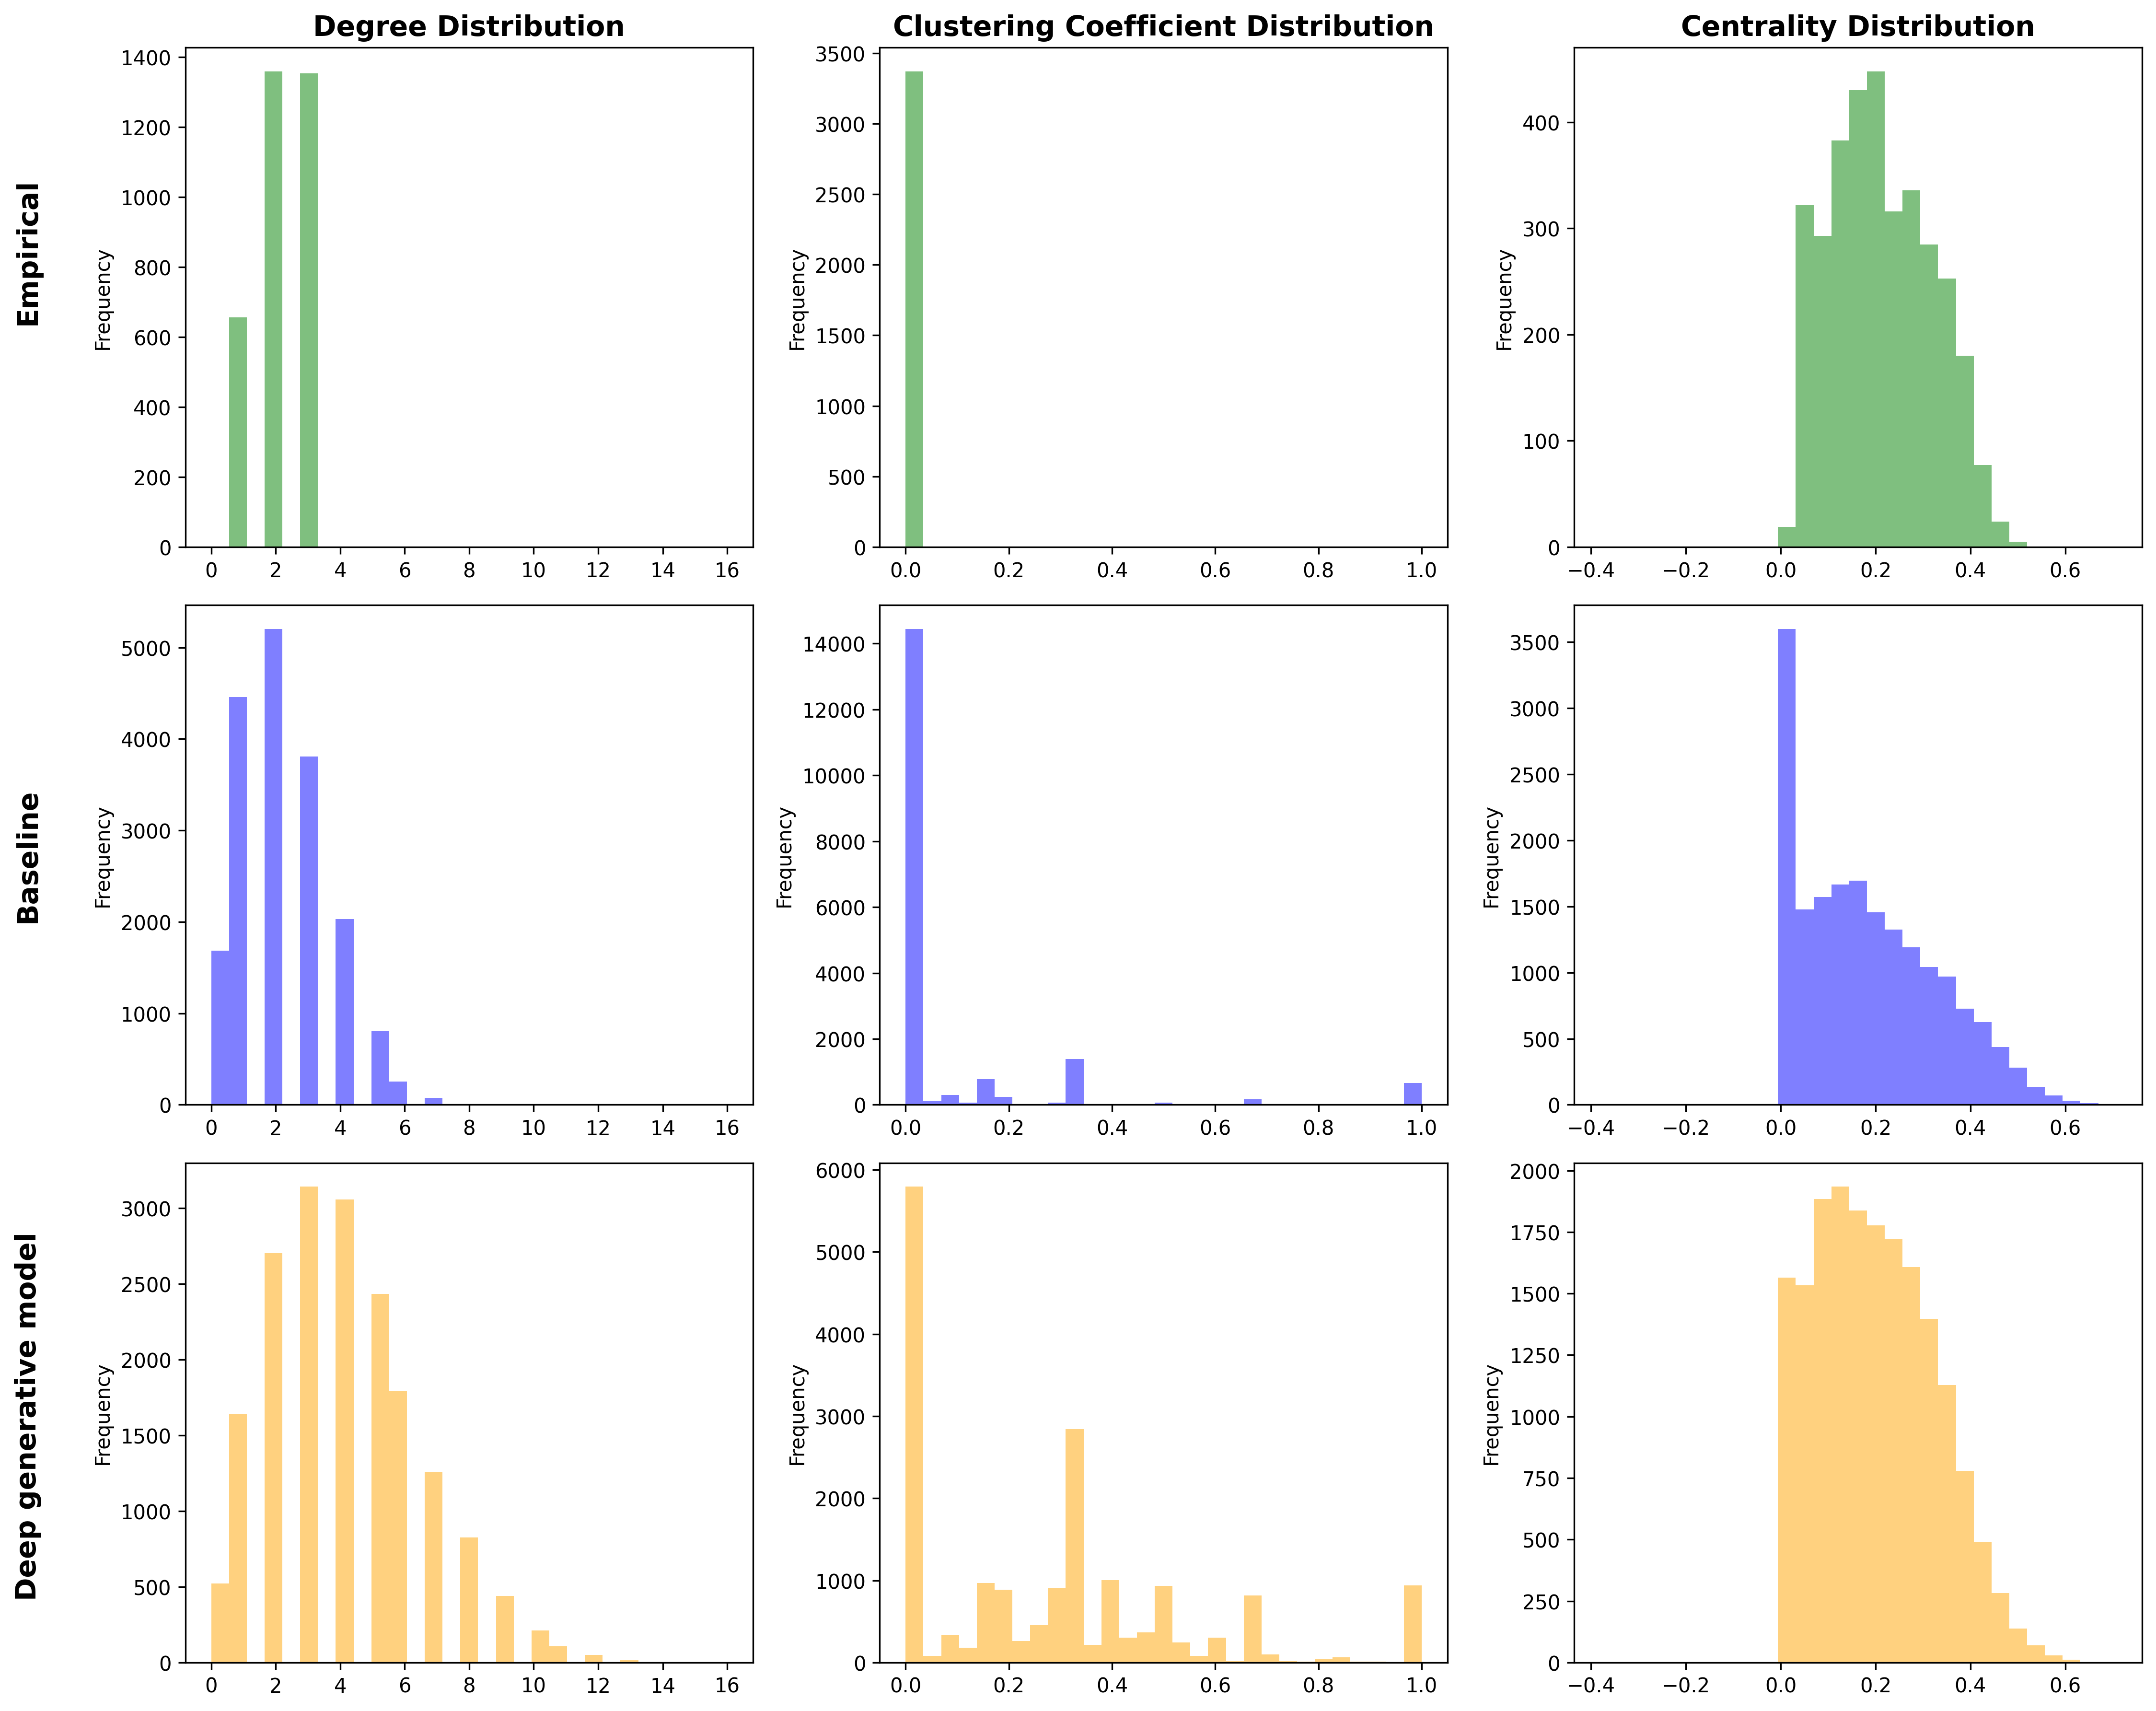 Degree Distribution
Clustering Coefficient Distribution
Centrality Distribution
Empirical
Frequency
1400
1200
1000
800
600
400
200
0
0 2 4 6 8 10 12 14 16
Frequency
3500
3000
2500
2000
1500
1000
500
0
0.0 0.2 0.4 0.6 0.8 1.0
Frequency
400
300
200
100
0
−0.4 −0.2 0.0 0.2 0.4 0.6
Baseline
Frequency
5000
4000
3000
2000
1000
0
0 2 4 6 8 10 12 14 16
Frequency
14000
12000
10000
8000
6000
4000
2000
0
0.0 0.2 0.4 0.6 0.8 1.0
Frequency
3500
3000
2500
2000
1500
1000
500
0
−0.4 −0.2 0.0 0.2 0.4 0.6
Deep generative model
Frequency
3000
2500
2000
1500
1000
500
0
0 2 4 6 8 10 12 14 16
Frequency
6000
5000
4000
3000
2000
1000
0
0.0 0.2 0.4 0.6 0.8 1.0
Frequency
2000
1750
1500
1250
1000
750
500
250
0
−0.4 −0.2 0.0 0.2 0.4 0.6